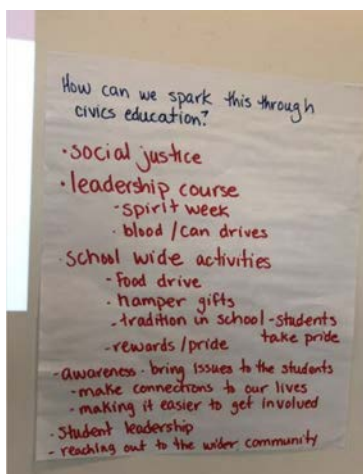 How can we spark this through
civics education?
• social justice
• leadership course
- spirit week
• blood / can drives
• school wide activities
- food drive
• hamper gifts
- tradition in school - students
take pride
- rewards / pride
- awareness - bring issues to the students
- make connections to our lives
- making it easier to get involved
• Student leadership
- reaching out to the wider community